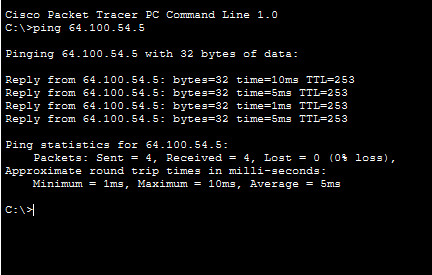 Cisco Packet Tracer PC Command Line 1.0
C:\>ping 64.100.54.5
Pinging 64.100.54.5 with 32 bytes of data:
Reply from 64.100.54.5: bytes=32 time=10ms TTL=253
Reply from 64.100.54.5: bytes=32 time=5ms TTL=253
Reply from 64.100.54.5: bytes=32 time=1ms TTL=253
Reply from 64.100.54.5: bytes=32 time=5ms TTL=253
Ping statistics for 64.100.54.5:
Packets: Sent = 4, Received = 4, Lost = 0 (0% loss),
Approximate round trip times in milli-seconds:
Minimum = 1ms, Maximum = 10ms, Average = 5ms
C:\>